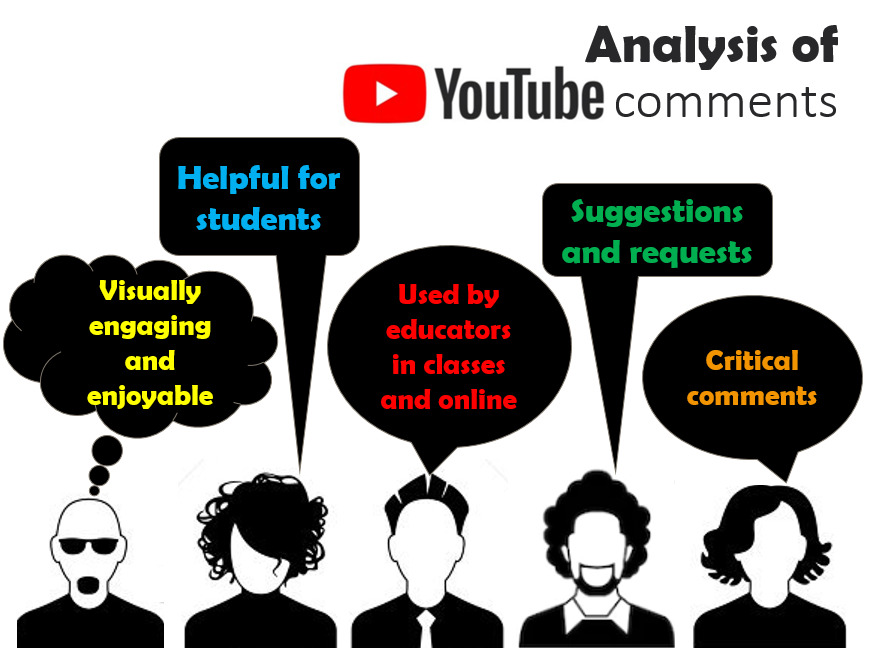 Analysis of
YouTube comments
Helpful for
students
Suggestions
and requests
Visually
engaging
and
enjoyable
Used by
educators
in classes
and online
Critical
comments